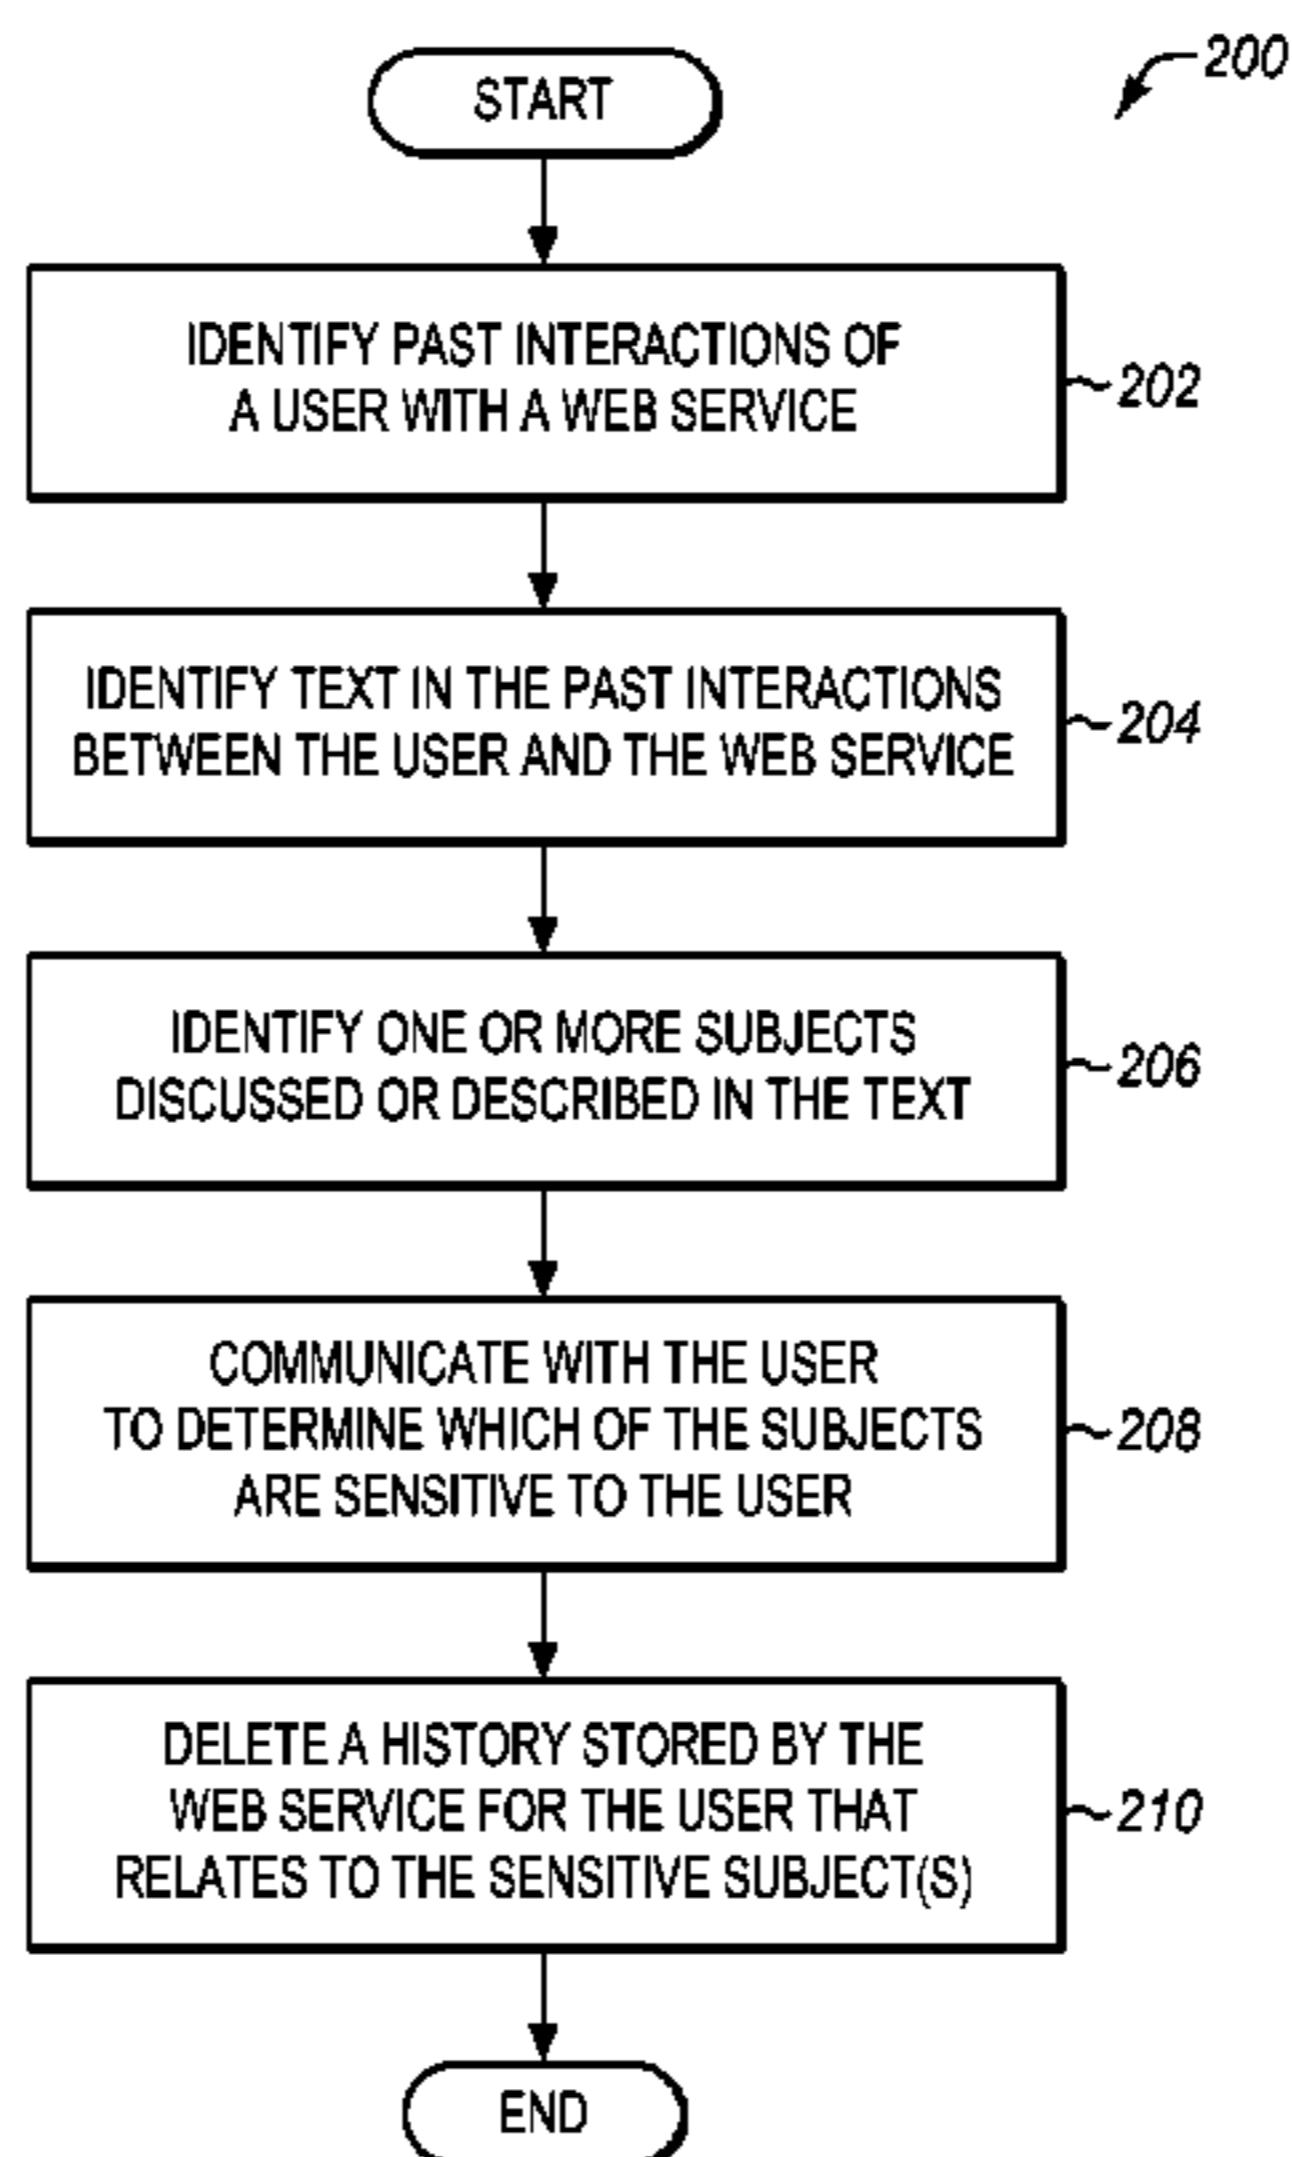 200
START
IDENTIFY PAST INTERACTIONS OF
A USER WITH A WEB SERVICE
202
IDENTIFY TEXT IN THE PAST INTERACTIONS
BETWEEN THE USER AND THE WEB SERVICE
204
IDENTIFY ONE OR MORE SUBJECTS
DISCUSSED OR DESCRIBED IN THE TEXT
206
COMMUNICATE WITH THE USER
TO DETERMINE WHICH OF THE SUBJECTS
ARE SENSITIVE TO THE USER
208
DELETE A HISTORY STORED BY THE
WEB SERVICE FOR THE USER THAT
RELATES TO THE SENSITIVE SUBJECT(S)
210
END